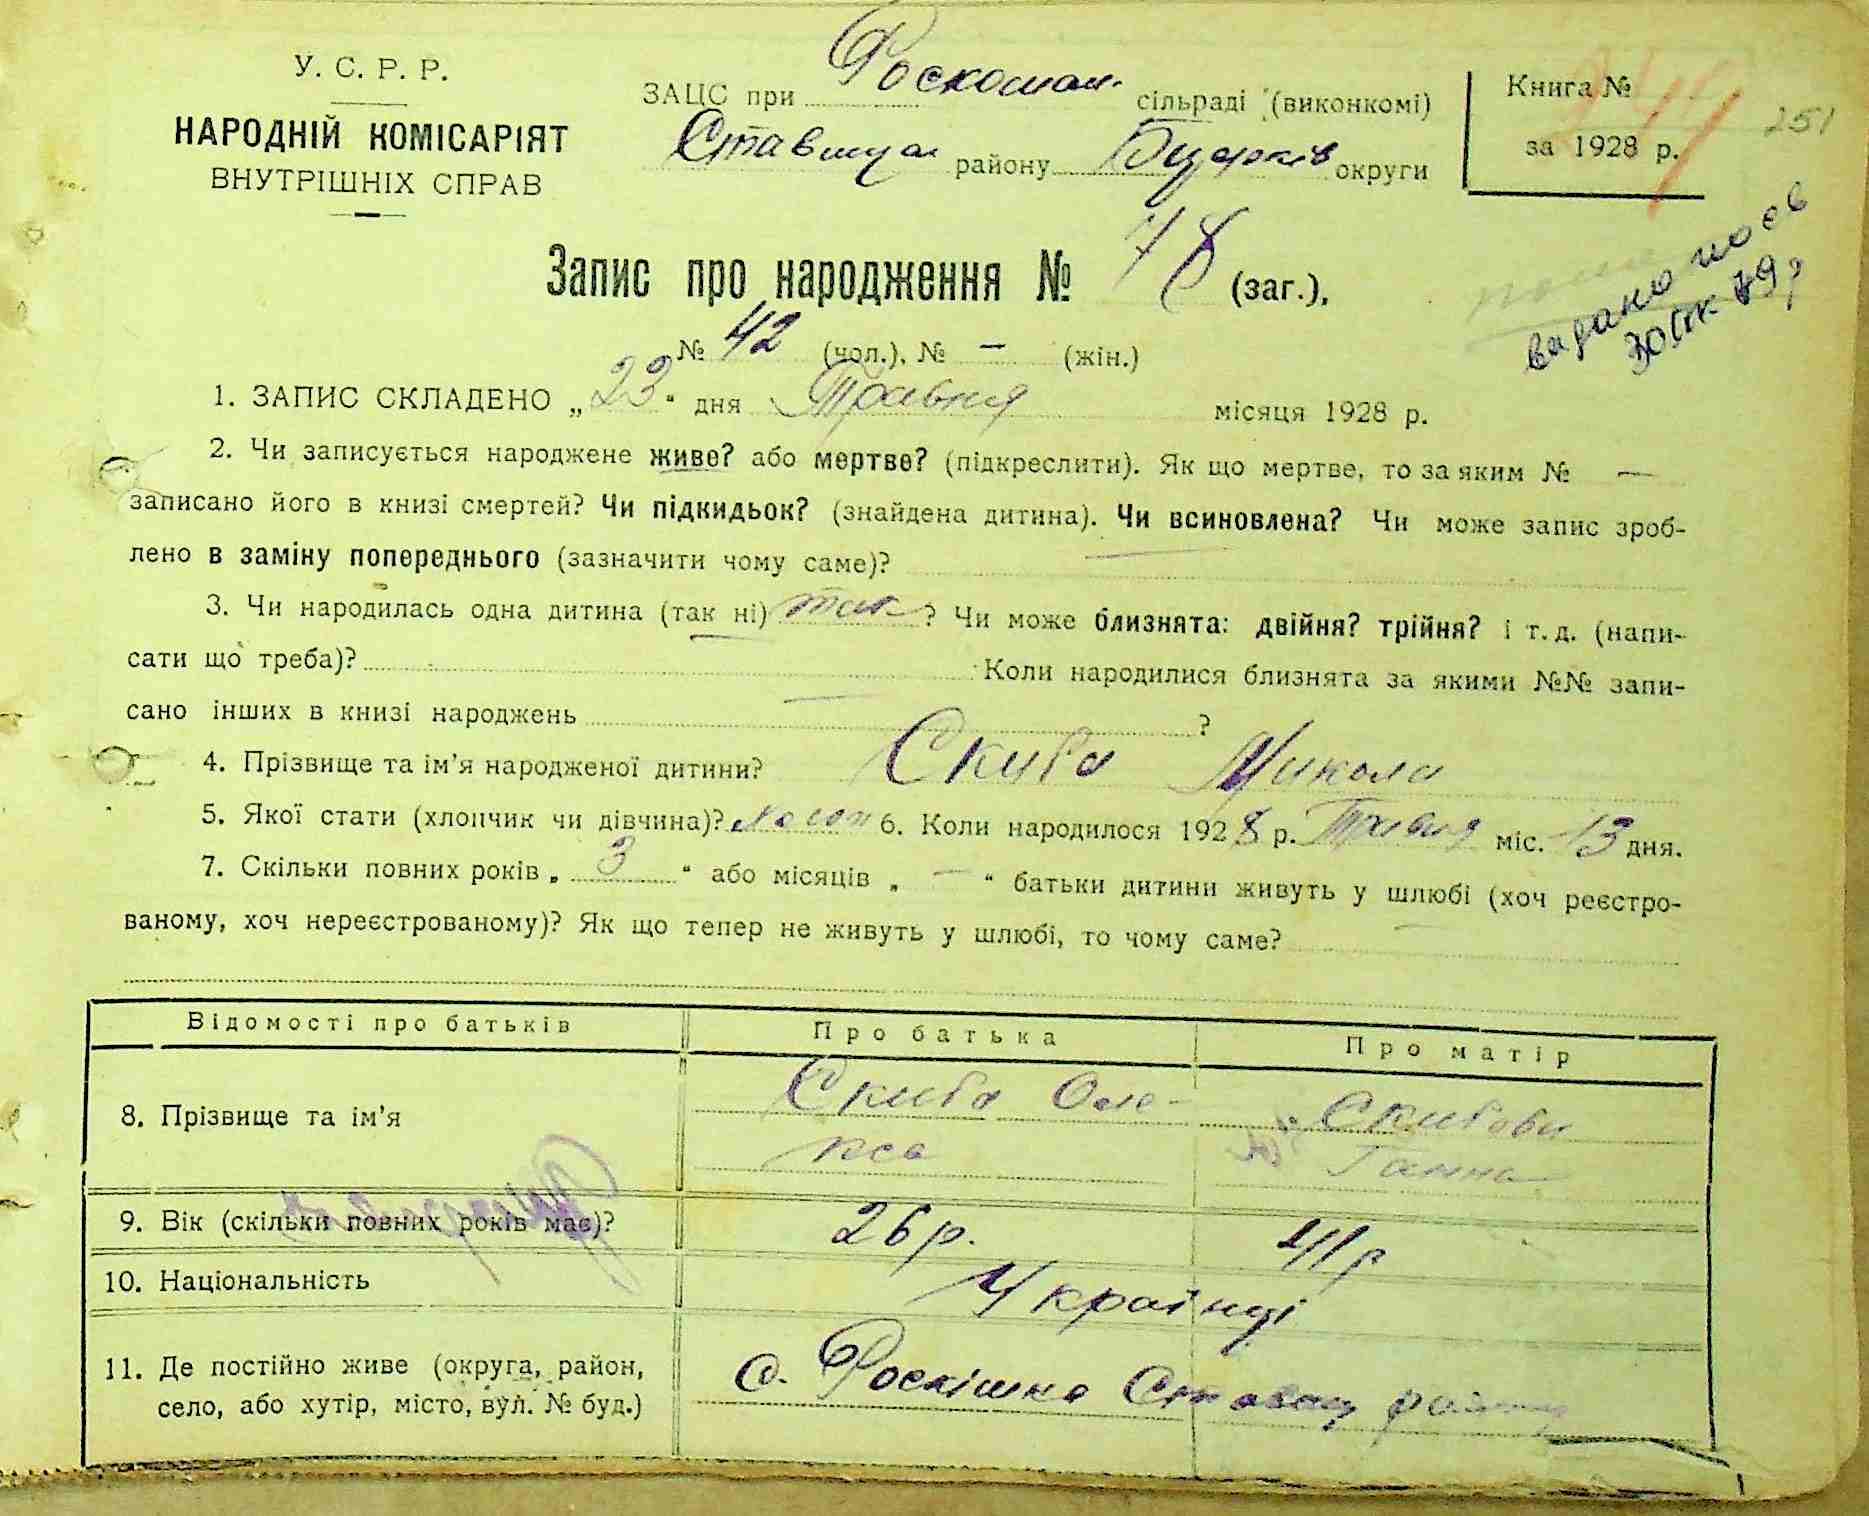 У. С. Р. Р.
НАРОДНІЙ КОМІСАРІЯТ
ВНУТРІШНІХ СПРАВ
ЗАЦС при Роскошан. сільраді (виконкомі)
району округи
Книга №
за 1928 р.
251
видано
Запис про народження № 78 (заг.),
№ 42 (чол.), № — (жін.)
1. ЗАПИС СКЛАДЕНО „23“ дня Травня місяця 1928 р.
2. Чи записується народжене живе? або мертве? (підкреслити). Як що мертве, то за яким № —
записано його в книзі смертей? Чи підкидьок? (знайдена дитина). Чи всиновлена? Чи може запис зроб-
лено в заміну попереднього (зазначити чому саме)?
3. Чи народилась одна дитина (так ні) так ? Чи може близнята: двійня? трійня? і т. д. (напи-
сати що треба)? Коли народилися близнята за якими №№ запи-
сано інших в книзі народжень ?
4. Прізвище та ім'я народженої дитини? Скиба Микола
5. Якої стати (хлопчик чи дівчина)? 6. Коли народилося 1928 р. Травня міс. 13 дня.
7. Скільки повних років „ 3 “ або місяців „ — “ батьки дитини живуть у шлюбі (хоч реєстро-
ваному, хоч нереєстрованому)? Як що тепер не живуть у шлюбі, то чому саме?
Відомості про батьків Про батька Про матір
8. Прізвище та ім'я Скиба Оле-
кса
Скибова
Ганна
9. Вік (скільки повних років має)? 26 р.
10. Національність Українці
11. Де постійно живе (округа, район,
село, або хутір, місто, вул. № буд.)
с. Роскішна Ставищ района